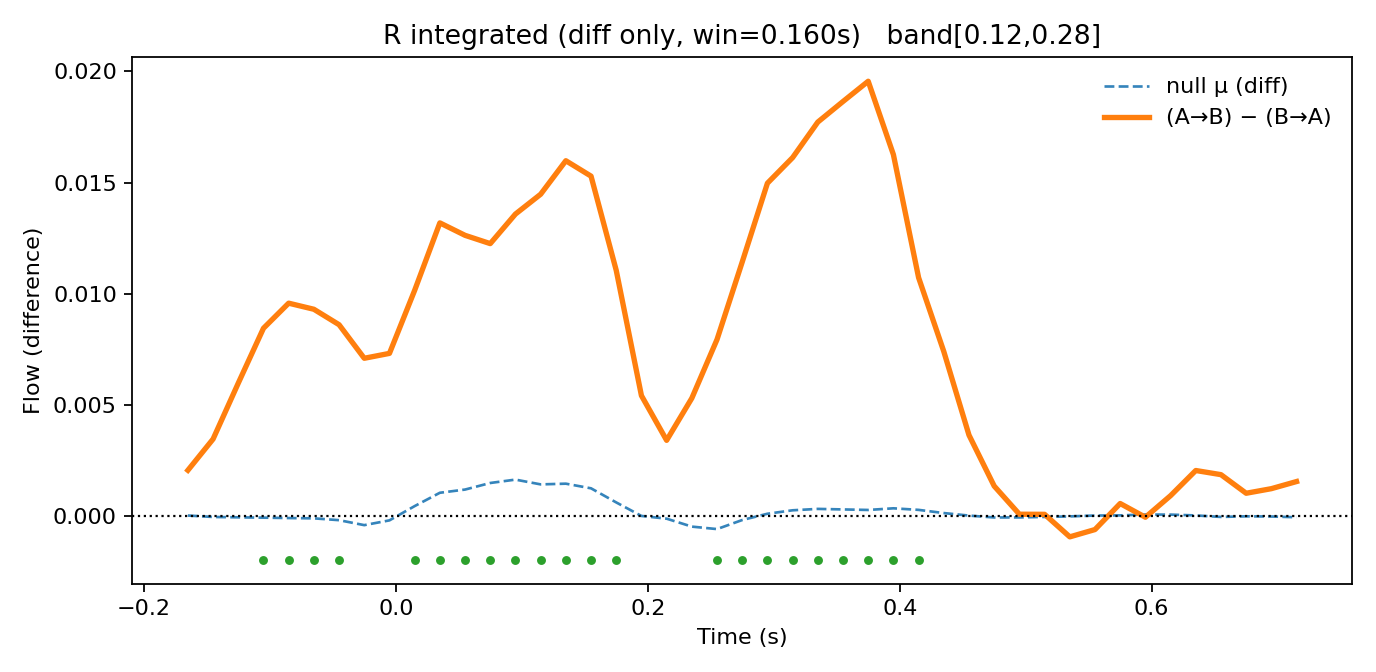 R integrated (diff only, win=0.160s)   band[0.12,0.28]
null μ (diff)
(A→B) − (B→A)
Flow (difference)
0.020
0.015
0.010
0.005
0.000
−0.2
0.0
0.2
0.4
0.6
Time (s)